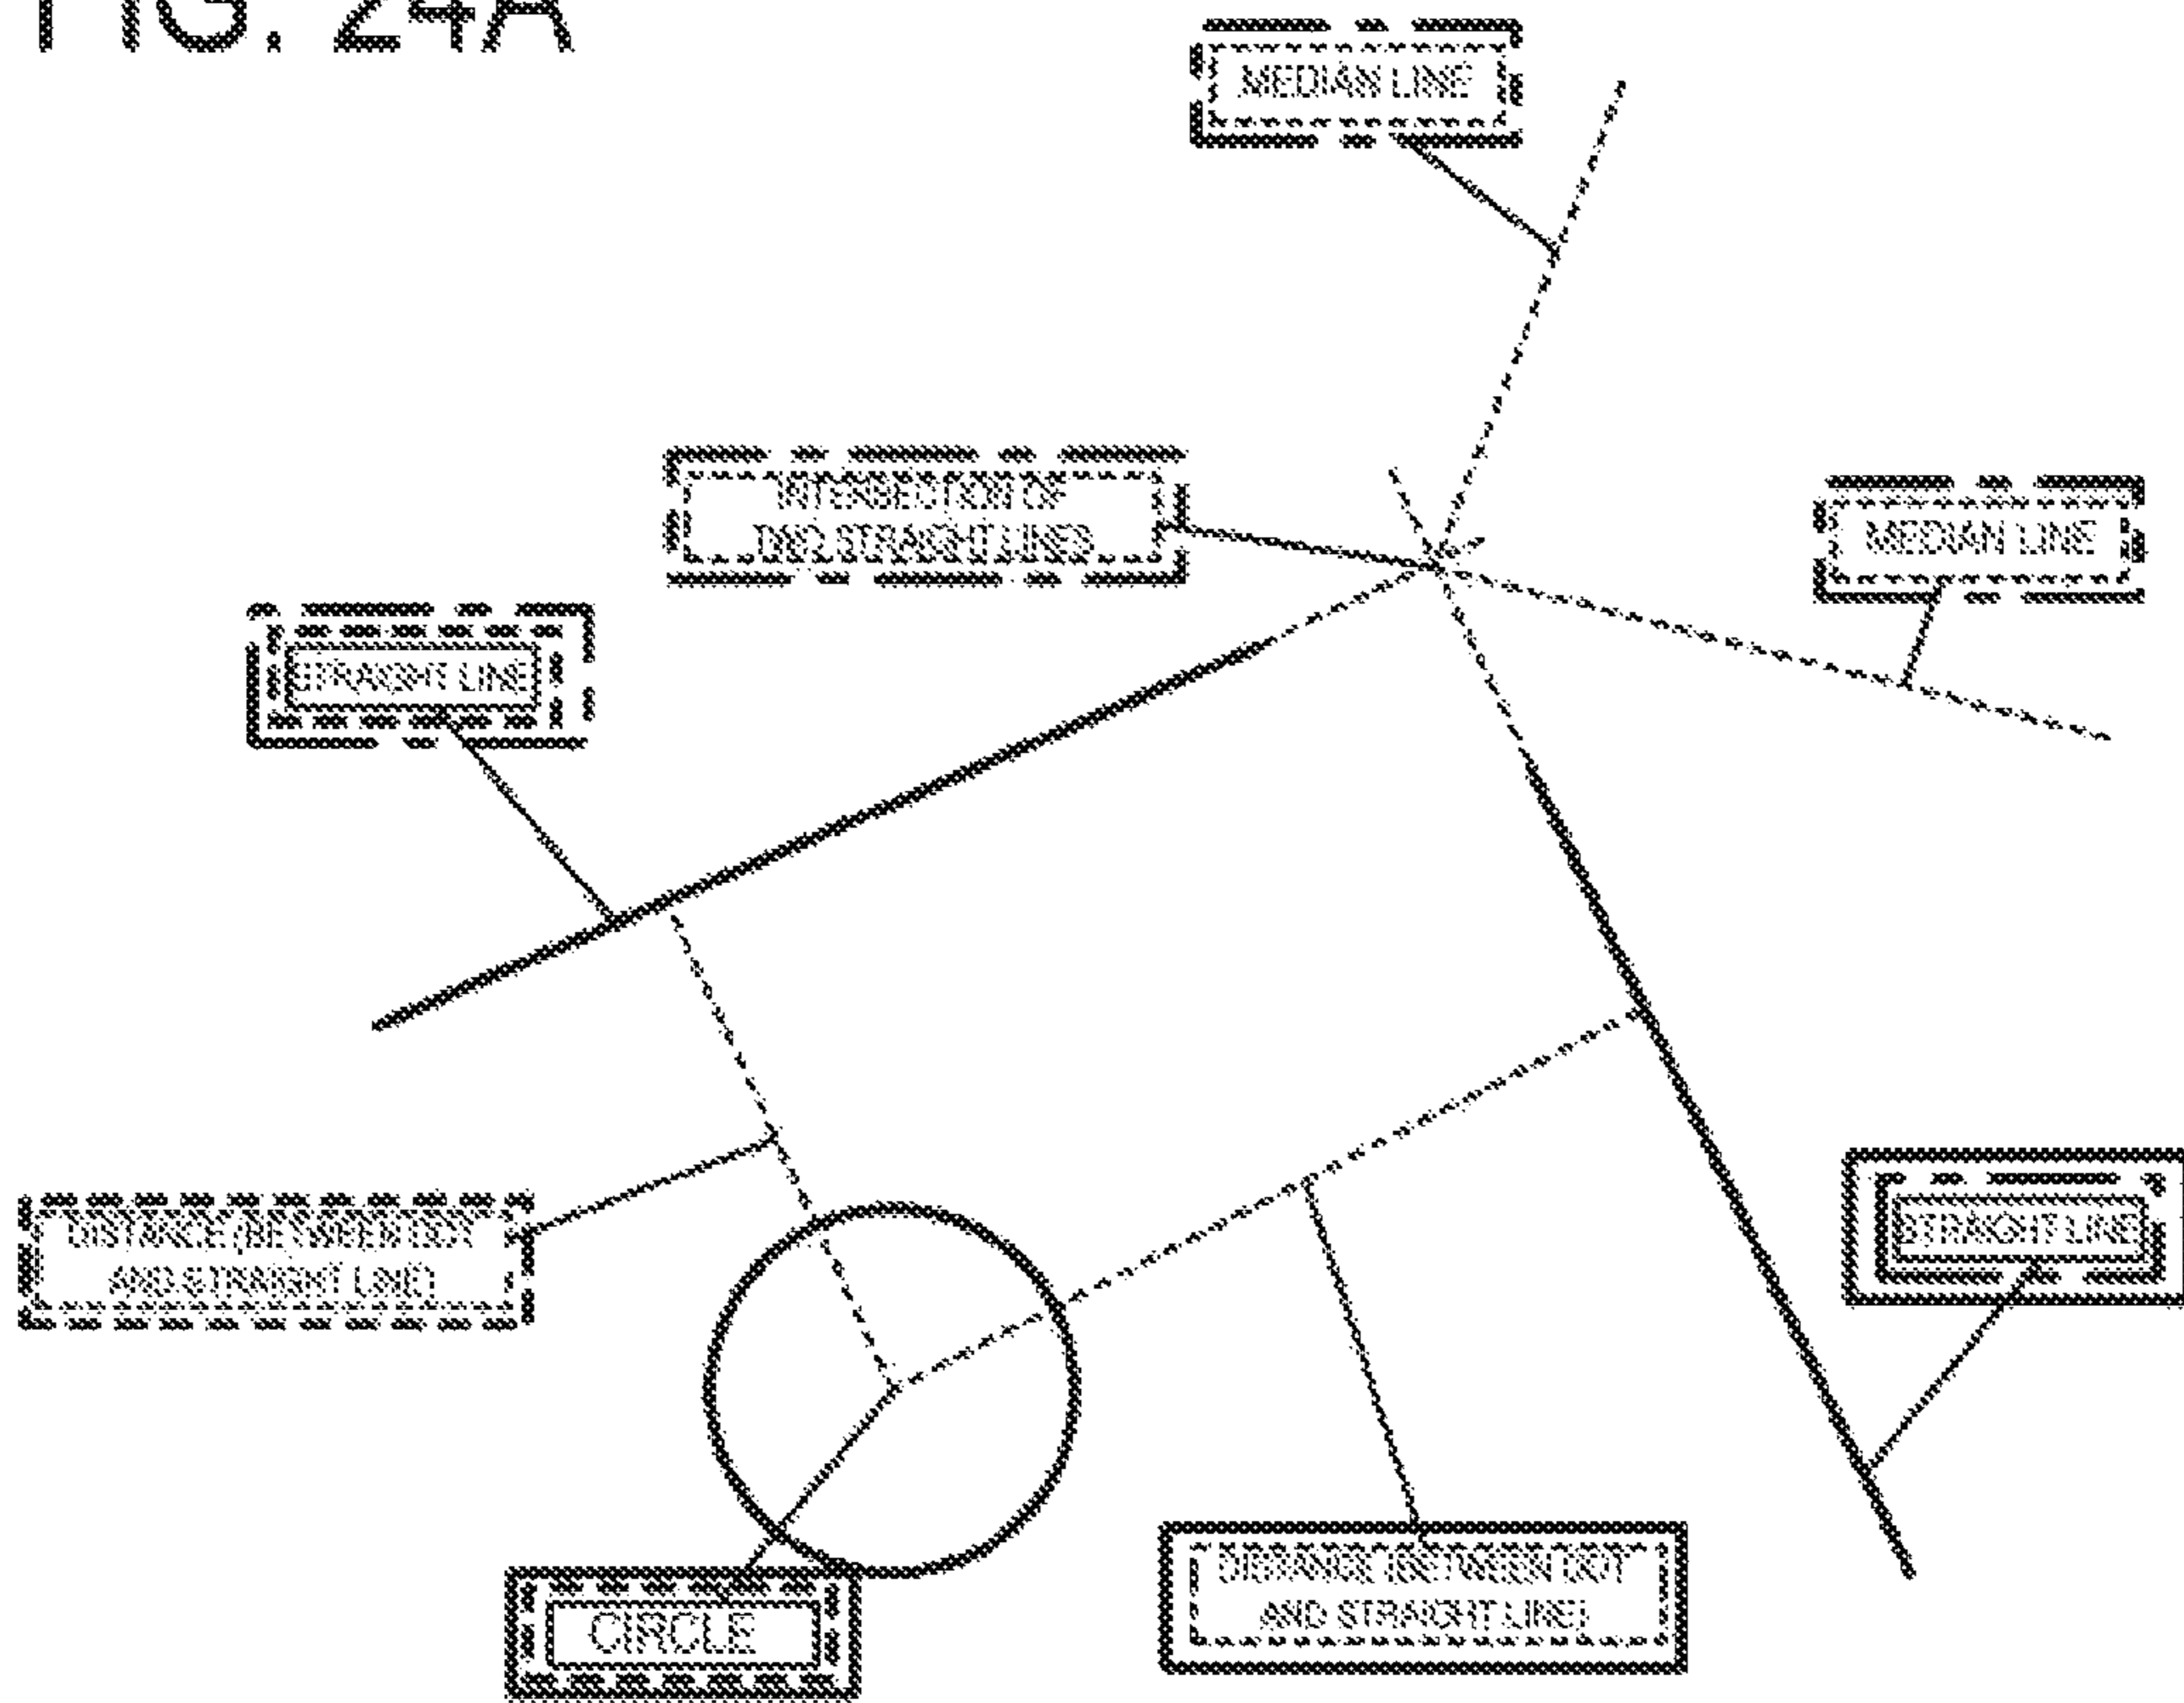 FIG. 24A
MEDIAN LINE
INTERSECTION OF
TWO STRAIGHT LINES
MEDIAN LINE
STRAIGHT LINE
DISTANCE (BETWEEN DOT
AND STRAIGHT LINE)
STRAIGHT LINE
DISTANCE (BETWEEN DOT
AND STRAIGHT LINE)
CIRCLE